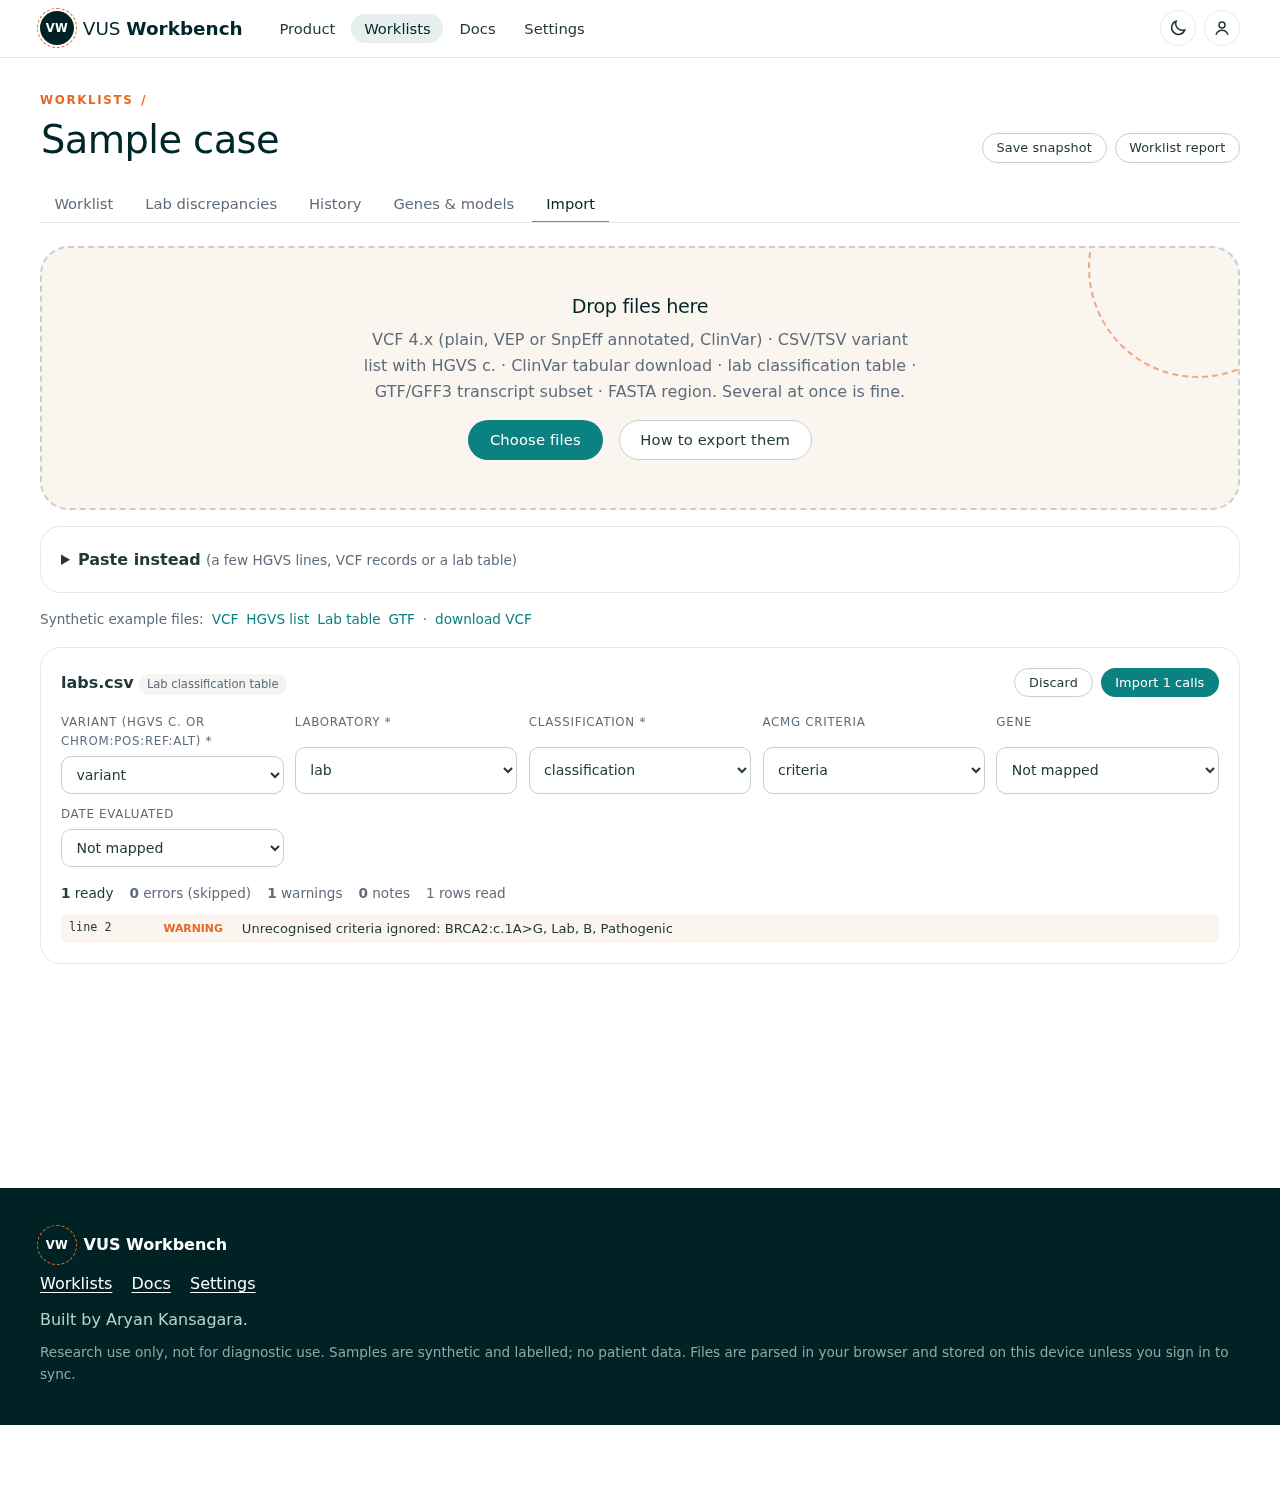 VW VUS Workbench Product Worklists Docs Settings
WORKLISTS /
Sample case
Save snapshot Worklist report
Worklist Lab discrepancies History Genes & models Import
Drop files here
VCF 4.x (plain, VEP or SnpEff annotated, ClinVar) · CSV/TSV variant
list with HGVS c. · ClinVar tabular download · lab classification table ·
GTF/GFF3 transcript subset · FASTA region. Several at once is fine.
Choose files How to export them
Paste instead (a few HGVS lines, VCF records or a lab table)
Synthetic example files: VCF HGVS list Lab table GTF · download VCF
labs.csv Lab classification table Discard Import 1 calls
VARIANT (HGVS C. OR
CHROM:POS:REF:ALT) * LABORATORY * CLASSIFICATION * ACMG CRITERIA GENE
variant lab classification criteria Not mapped
DATE EVALUATED
Not mapped
1 ready 0 errors (skipped) 1 warnings 0 notes 1 rows read
line 2 WARNING Unrecognised criteria ignored: BRCA2:c.1A>G, Lab, B, Pathogenic
VW VUS Workbench
Worklists Docs Settings
Built by Aryan Kansagara.
Research use only, not for diagnostic use. Samples are synthetic and labelled; no patient data. Files are parsed in your browser and stored on this device unless you sign in to
sync.